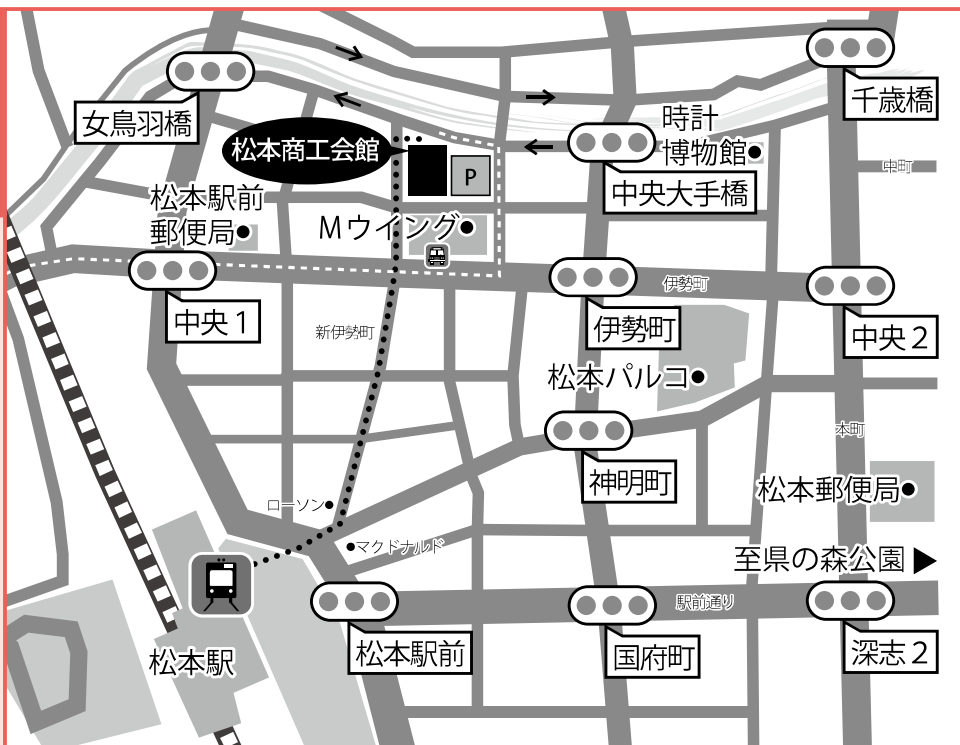 千歳橋
女鳥羽橋
時計
博物館
松本商工会館
P
中町
中央大手橋
松本駅前
郵便局
Mウイング
伊勢町
中央1
新伊勢町
伊勢町
中央2
松本パルコ
本町
神明町
松本郵便局
ローソン
マクドナルド
至県の森公園
駅前通り
松本駅
松本駅前
国府町
深志2